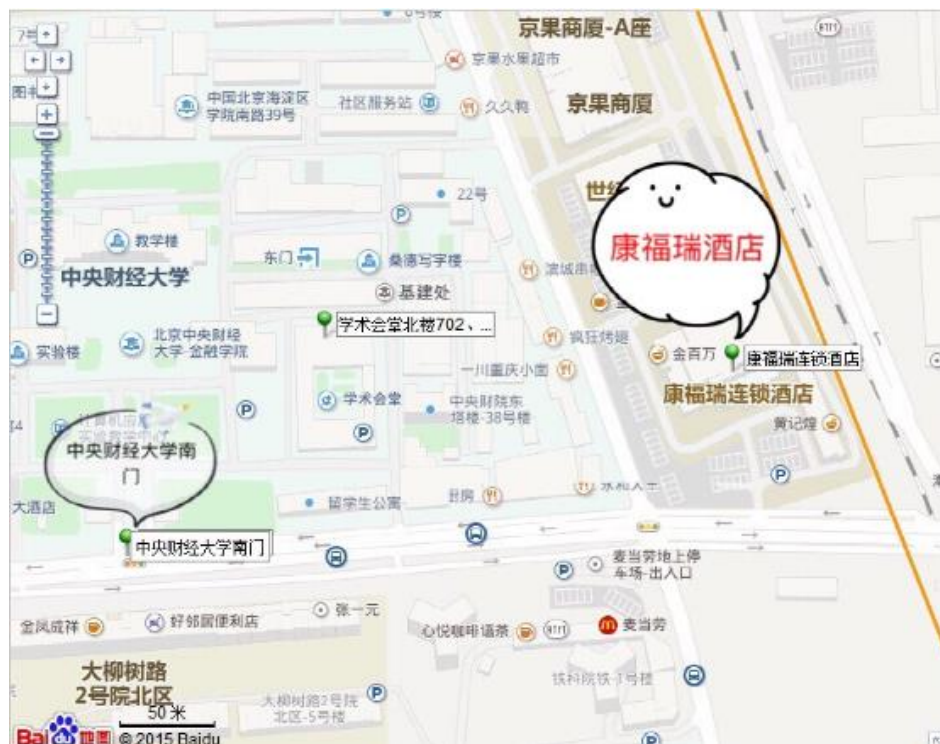 京果商厦-A座
京果水果超市
中国北京海淀区
学院南路39号
社区服务站
久久鸭
京果商厦
22号
教学楼
中央财经大学
东门
桑德写字楼
康福瑞酒店
基建处
学术会堂北楼702、...
疯狂烤翅
北京中央财经
大学-金融学院
实验楼
金百万
康福瑞连锁酒店
一川重庆小面
康福瑞连锁酒店
学术会堂
中央财院东
塔楼-38号楼
黄记煌
中央财经大学南
门
大酒店
留学生公寓
厨房
中央财经大学南门
麦当劳地上停
车场-出入口
金凤成祥
好邻居便利店
张一元
心悦咖啡语茶
麦当劳
大柳树路
2号院北区
大柳树路2号院
北区-5号楼
铁科院铁-1号楼
50 米
Bai du 地图
© 2015 Baidu